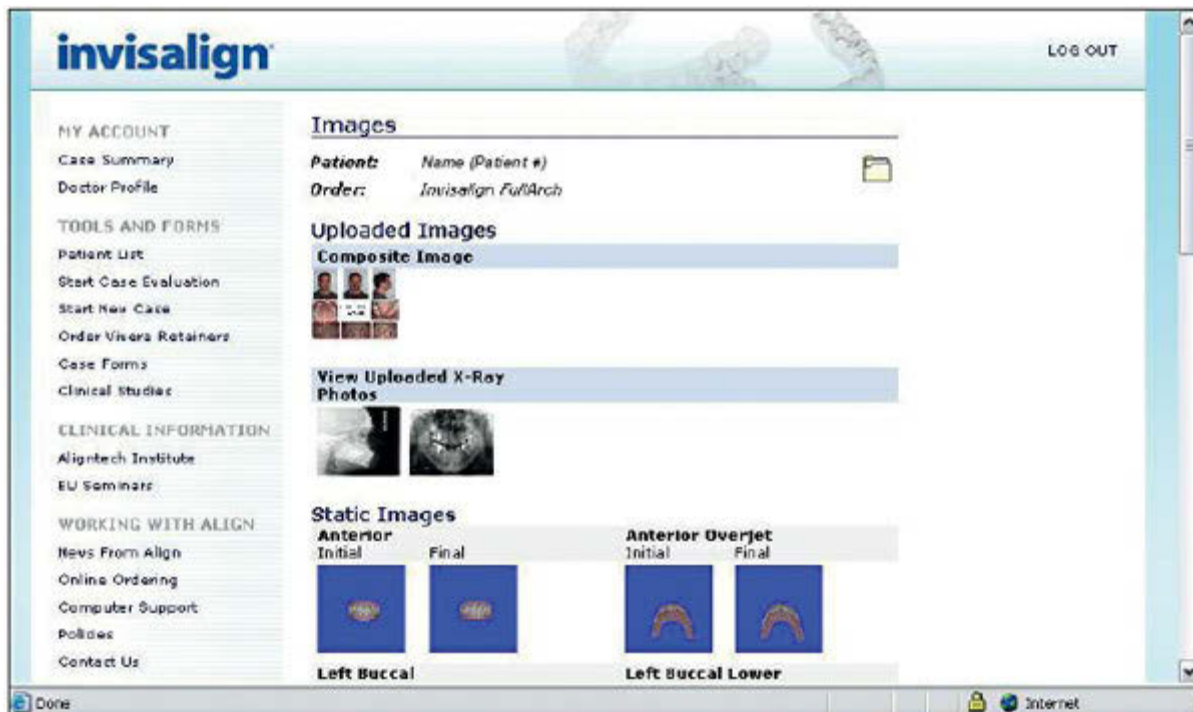 invisalign
LOG OUT
MY ACCOUNT
Case Summary
Doctor Profile
TOOLS AND FORMS
Patient List
Start Case Evaluation
Start New Case
Order Vivera Retainers
Case Forms
Clinical Studies
CLINICAL INFORMATION
Aligntech Institute
EU Seminars
WORKING WITH ALIGN
News From Align
Online Ordering
Computer Support
Policies
Contact Us
Images
Patient: Name (Patient #)
Order: Invisalign FullArch
Uploaded Images
Composite Image
View Uploaded X-Ray
Photos
Static Images
Anterior
Initial Final
Anterior Overjet
Initial Final
Left Buccal
Left Buccal Lower
Done
Internet